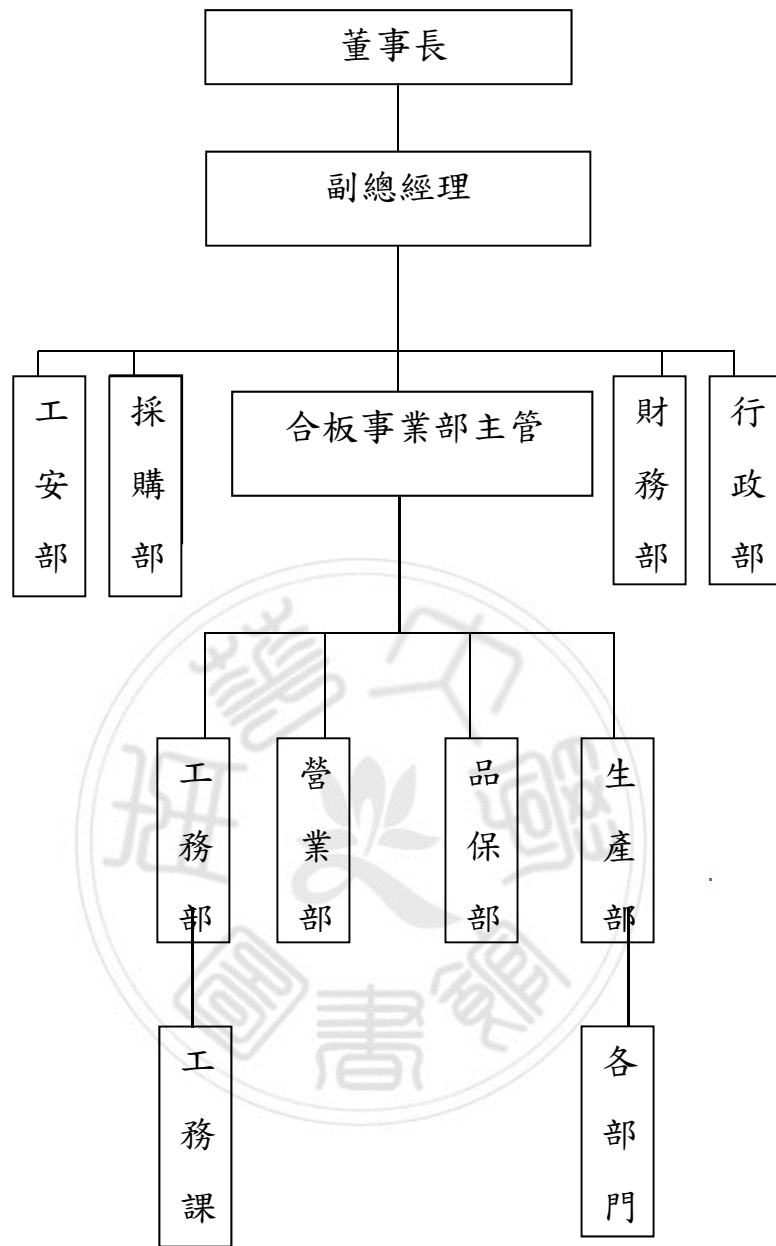 董事長
副總經理
工安部
採購部
合板事業部主管
財務部
行政部
工務部
營業部
品保部
生產部
工務課
各部門